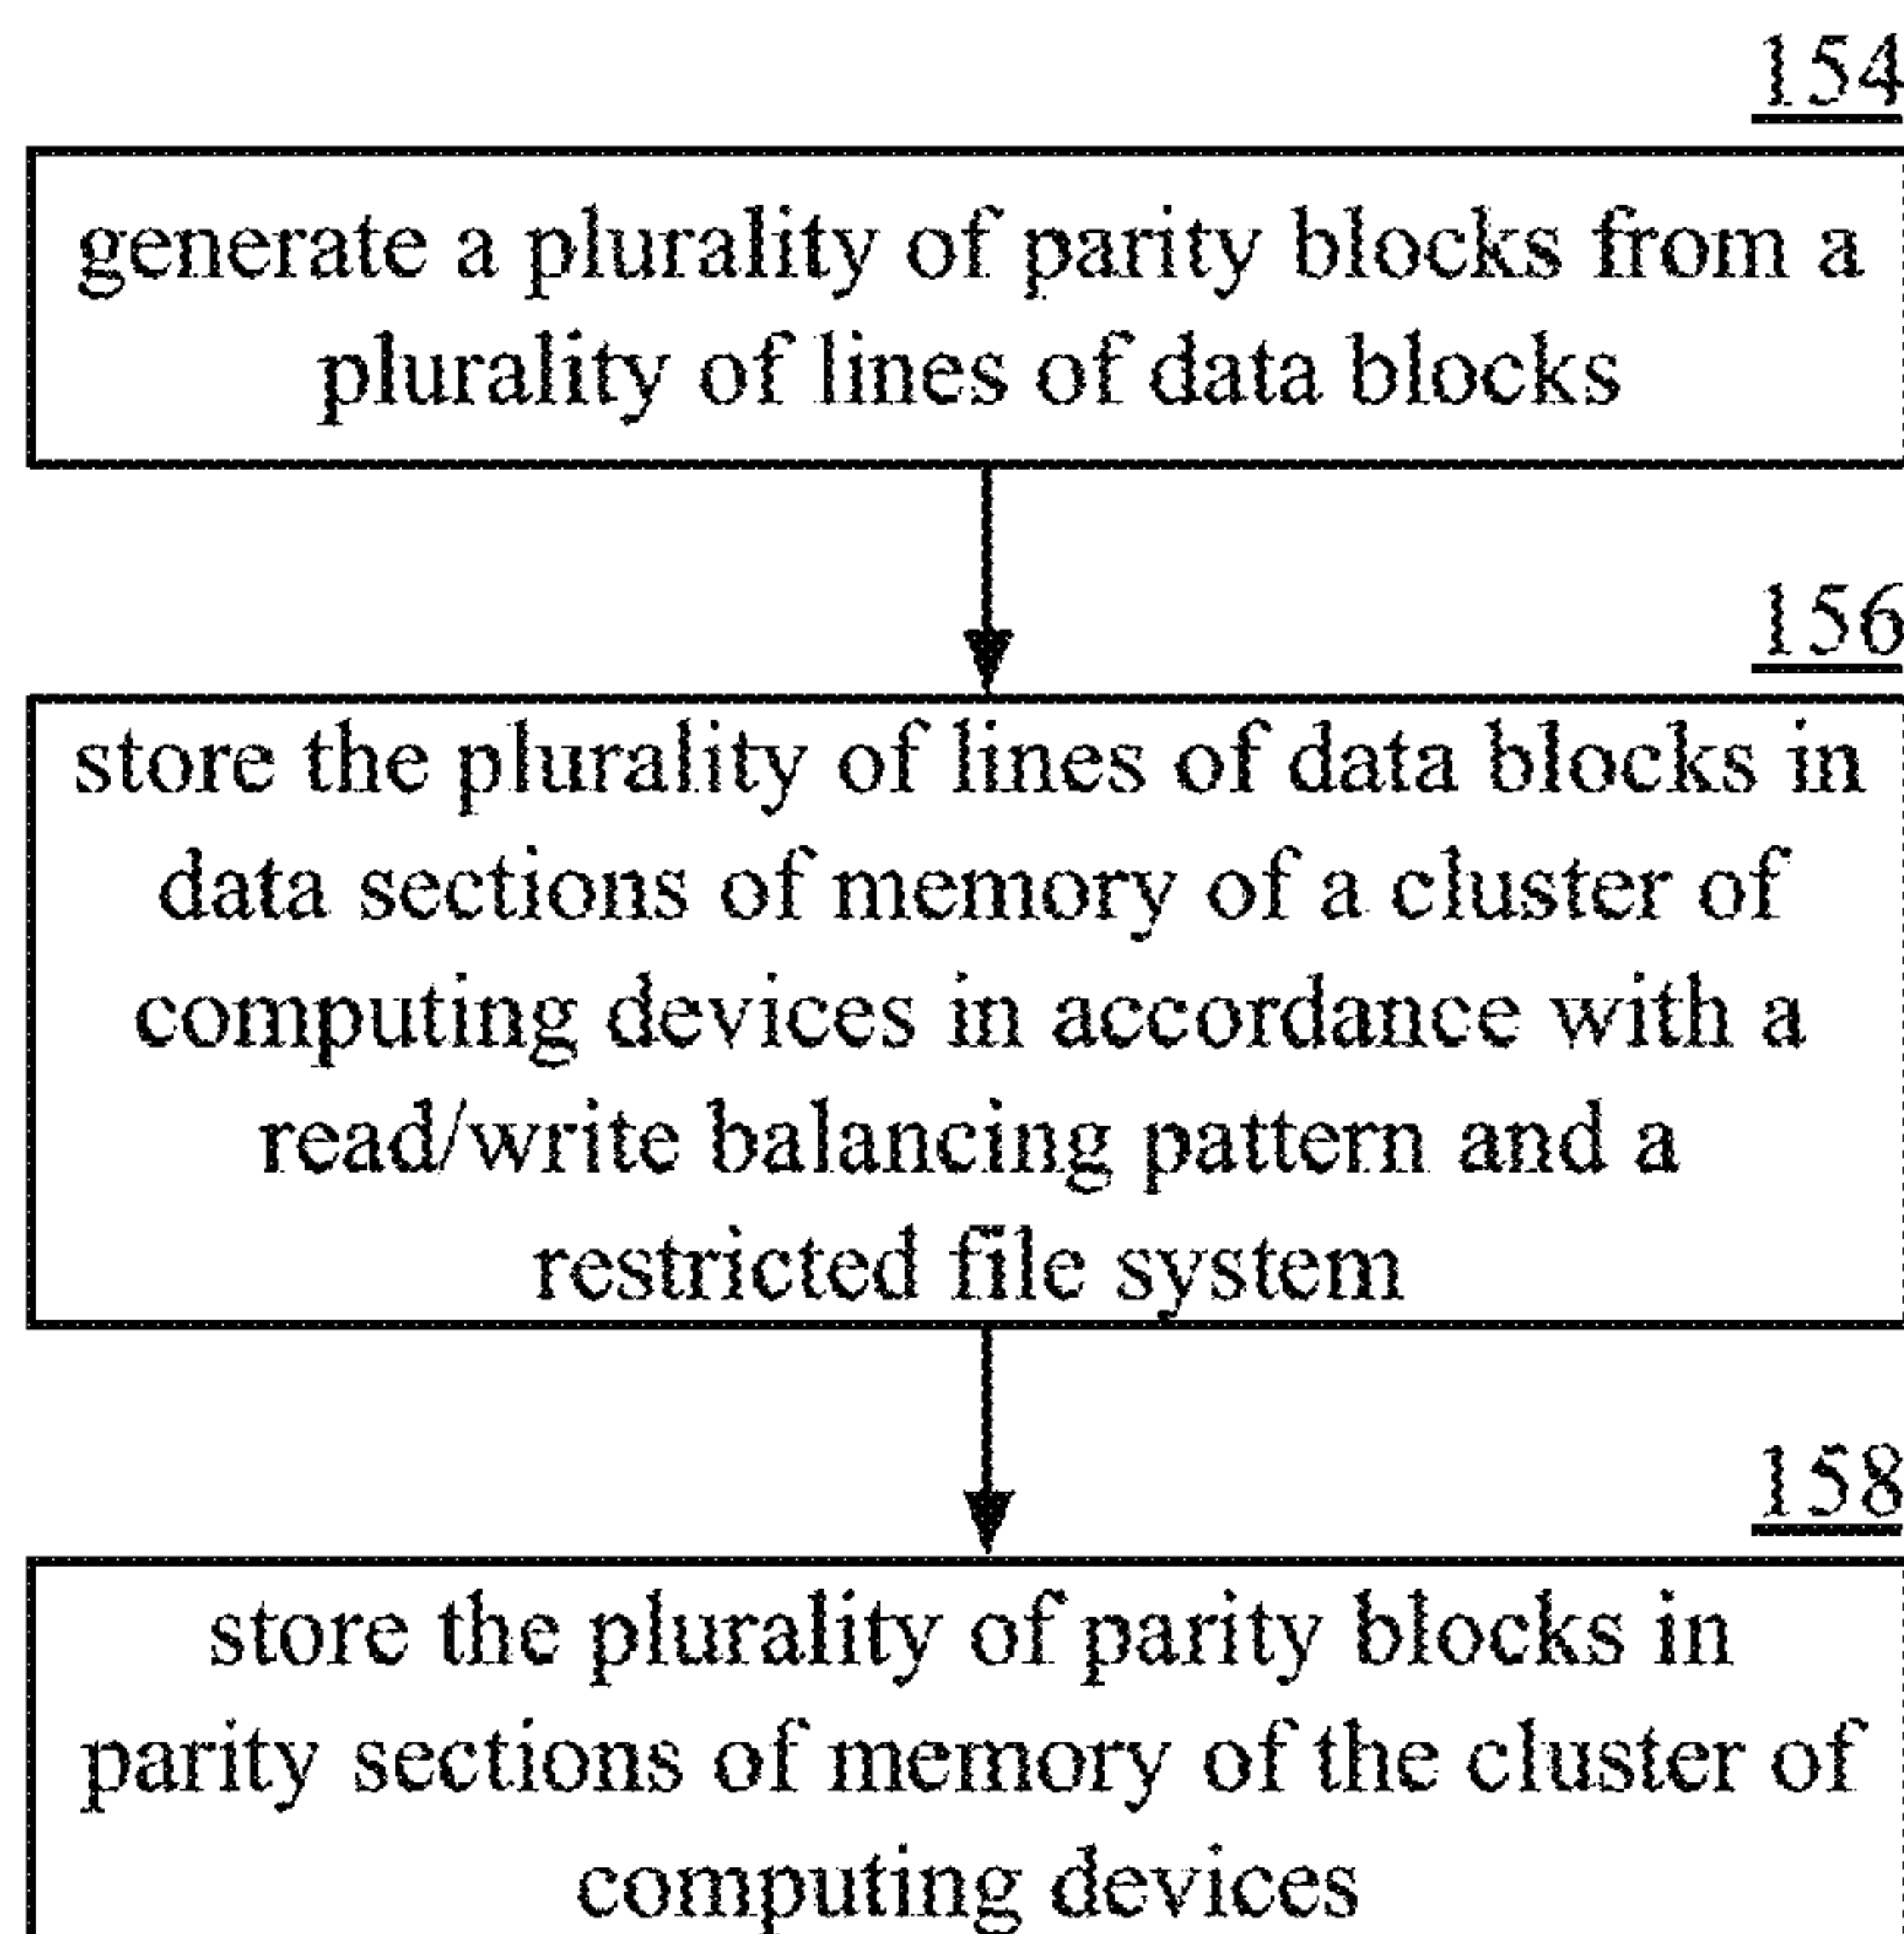 154
generate a plurality of parity blocks from a
plurality of lines of data blocks
156
store the plurality of lines of data blocks in
data sections of memory of a cluster of
computing devices in accordance with a
read/write balancing pattern and a
restricted file system
158
store the plurality of parity blocks in
parity sections of memory of the cluster of
computing devices